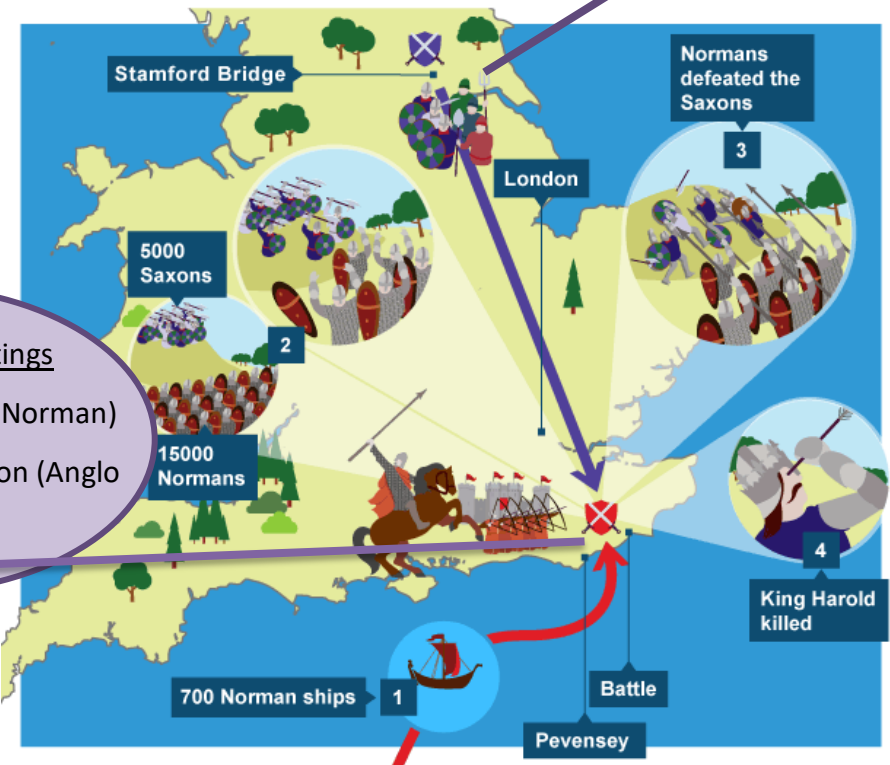 Stamford Bridge
Normans
defeated the
Saxons
3
London
5000
Saxons
2
tings
Norman)
on (Anglo
15000
Normans
4
King Harold
killed
700 Norman ships
1
Battle
Pevensey